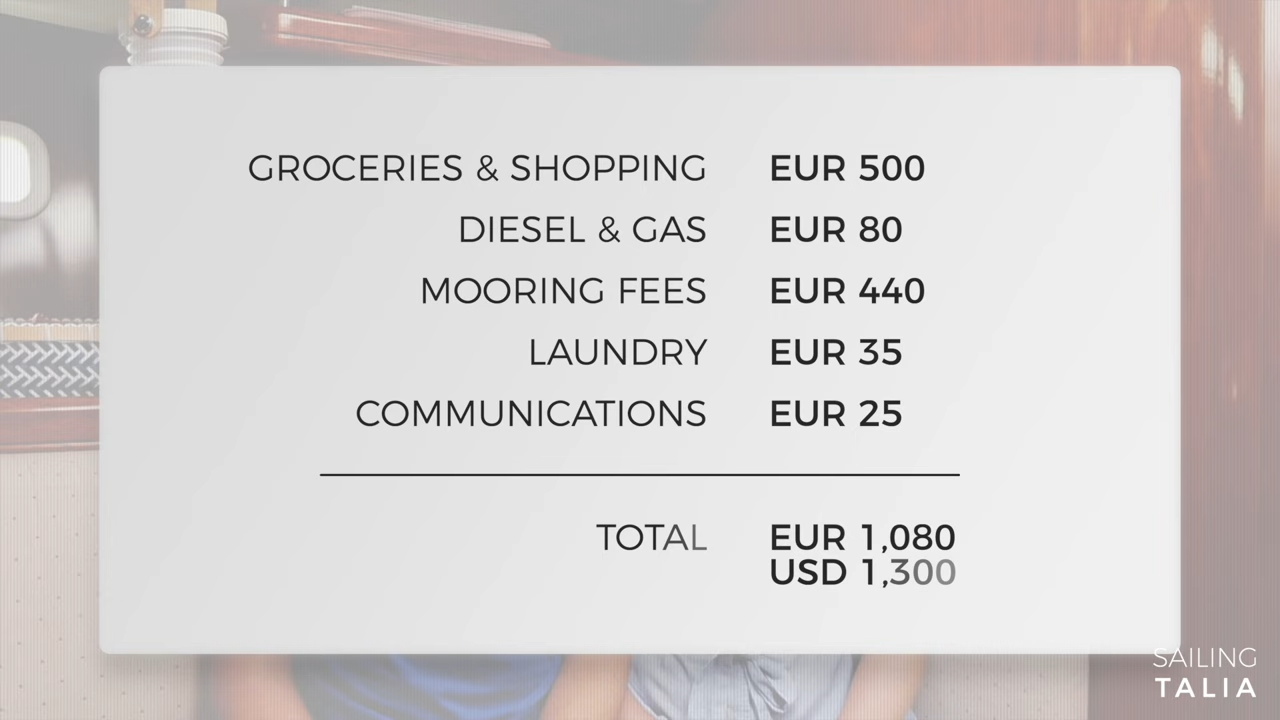 GROCERIES & SHOPPING EUR 500
DIESEL & GAS EUR 80
MOORING FEES EUR 440
LAUNDRY EUR 35
COMMUNICATIONS EUR 25
TOTAL EUR 1,080
USD 1,300
SAILING
TALIA